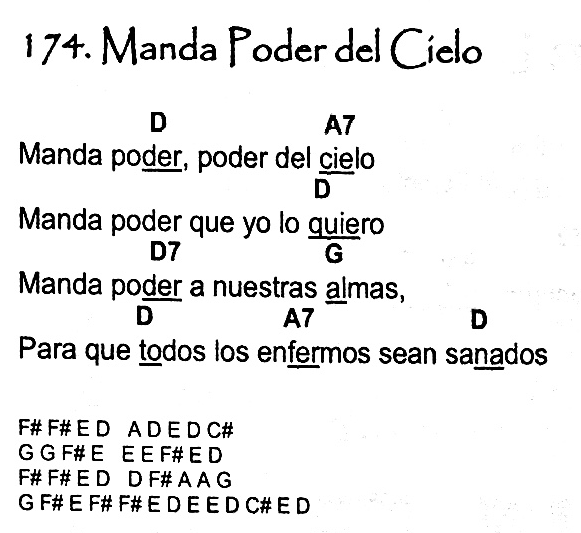 174. Manda Poder del Cielo
D A7
Manda poder, poder del cielo
D
Manda poder que yo lo quiero
D7 G
Manda poder a nuestras almas,
D A7 D
Para que todos los enfermos sean sanados
F# F# E D A D E D C#
G G F# E E E F# E D
F# F# E D D F# A A G
G F# E F# F# E D E E D C# E D